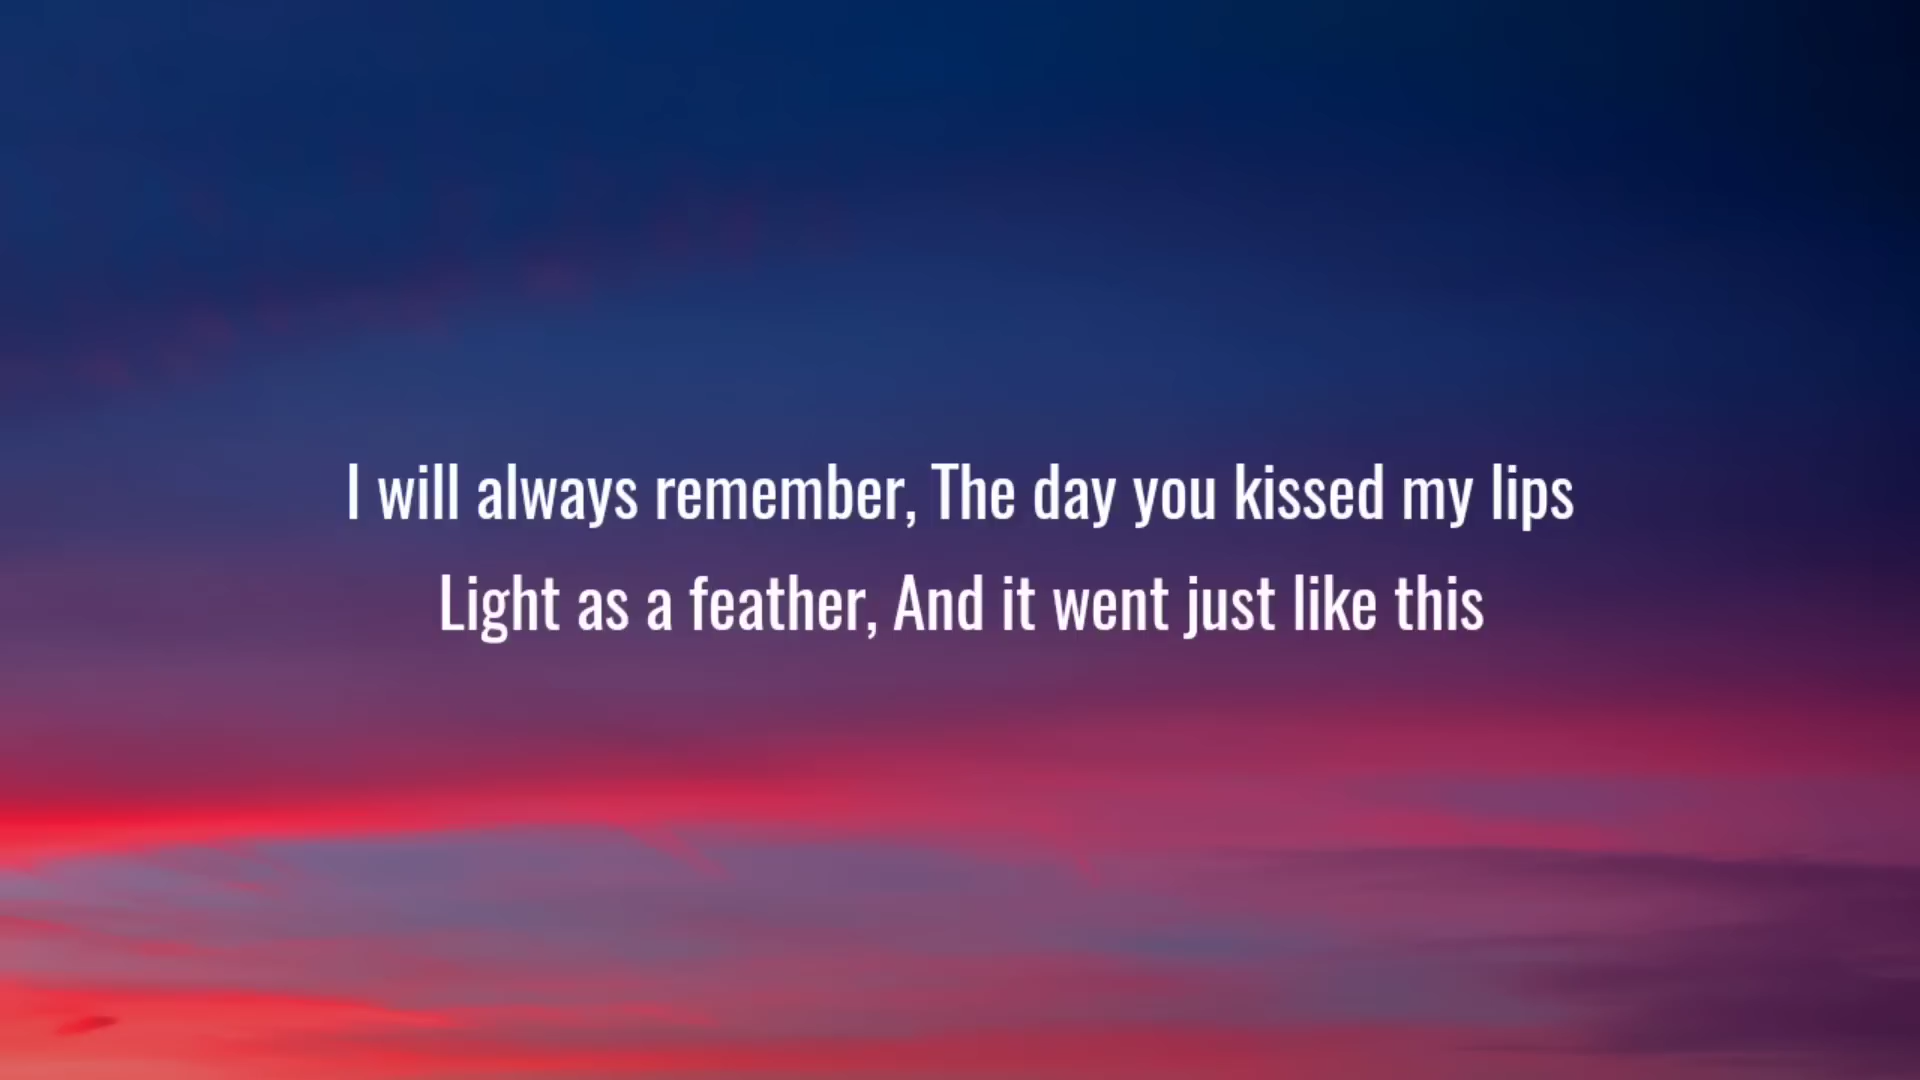 I will always remember, The day you kissed my lips
Light as a feather, And it went just like this